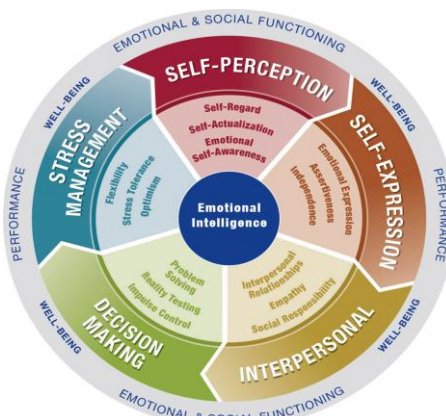 EMOTIONAL & SOCIAL FUNCTIONING
WELL-BEING
SELF-PERCEPTION
Self-Regard
Self-Actualization
Emotional
Self-Awareness
WELL-BEING
SELF-EXPRESSION
Emotional Expression
Assertiveness
Independence
PERFORMANCE
WELL-BEING
INTERPERSONAL
Interpersonal
Relationships
Empathy
Social Responsibility
EMOTIONAL & SOCIAL FUNCTIONING
WELL-BEING
DECISION
MAKING
Problem
Solving
Reality Testing
Impulse Control
PERFORMANCE
STRESS
MANAGEMENT
Flexibility
Stress Tolerance
Optimism
Emotional
Intelligence